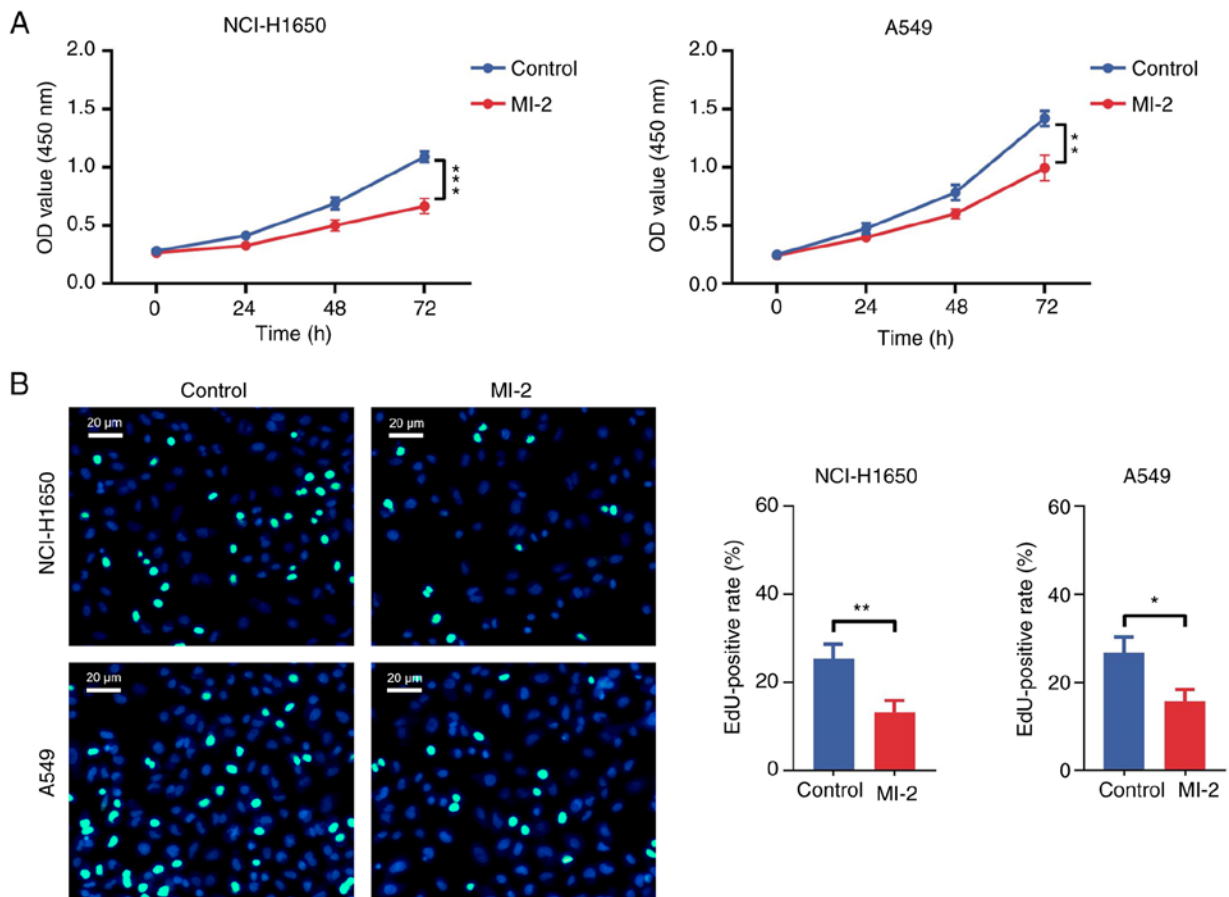 A
NCI-H1650
2.0
1.5
1.0
0.5
0.0
OD value (450 nm)
0
24
48
72
Time (h)
Control
MI-2
***
A549
2.0
1.5
1.0
0.5
0.0
OD value (450 nm)
0
24
48
72
Time (h)
Control
MI-2
**
B
Control
MI-2
NCI-H1650
A549
20 µm
20 µm
20 µm
20 µm
NCI-H1650
60
40
20
0
EdU-positive rate (%)
**
Control
MI-2
A549
60
40
20
0
EdU-positive rate (%)
*
Control
MI-2